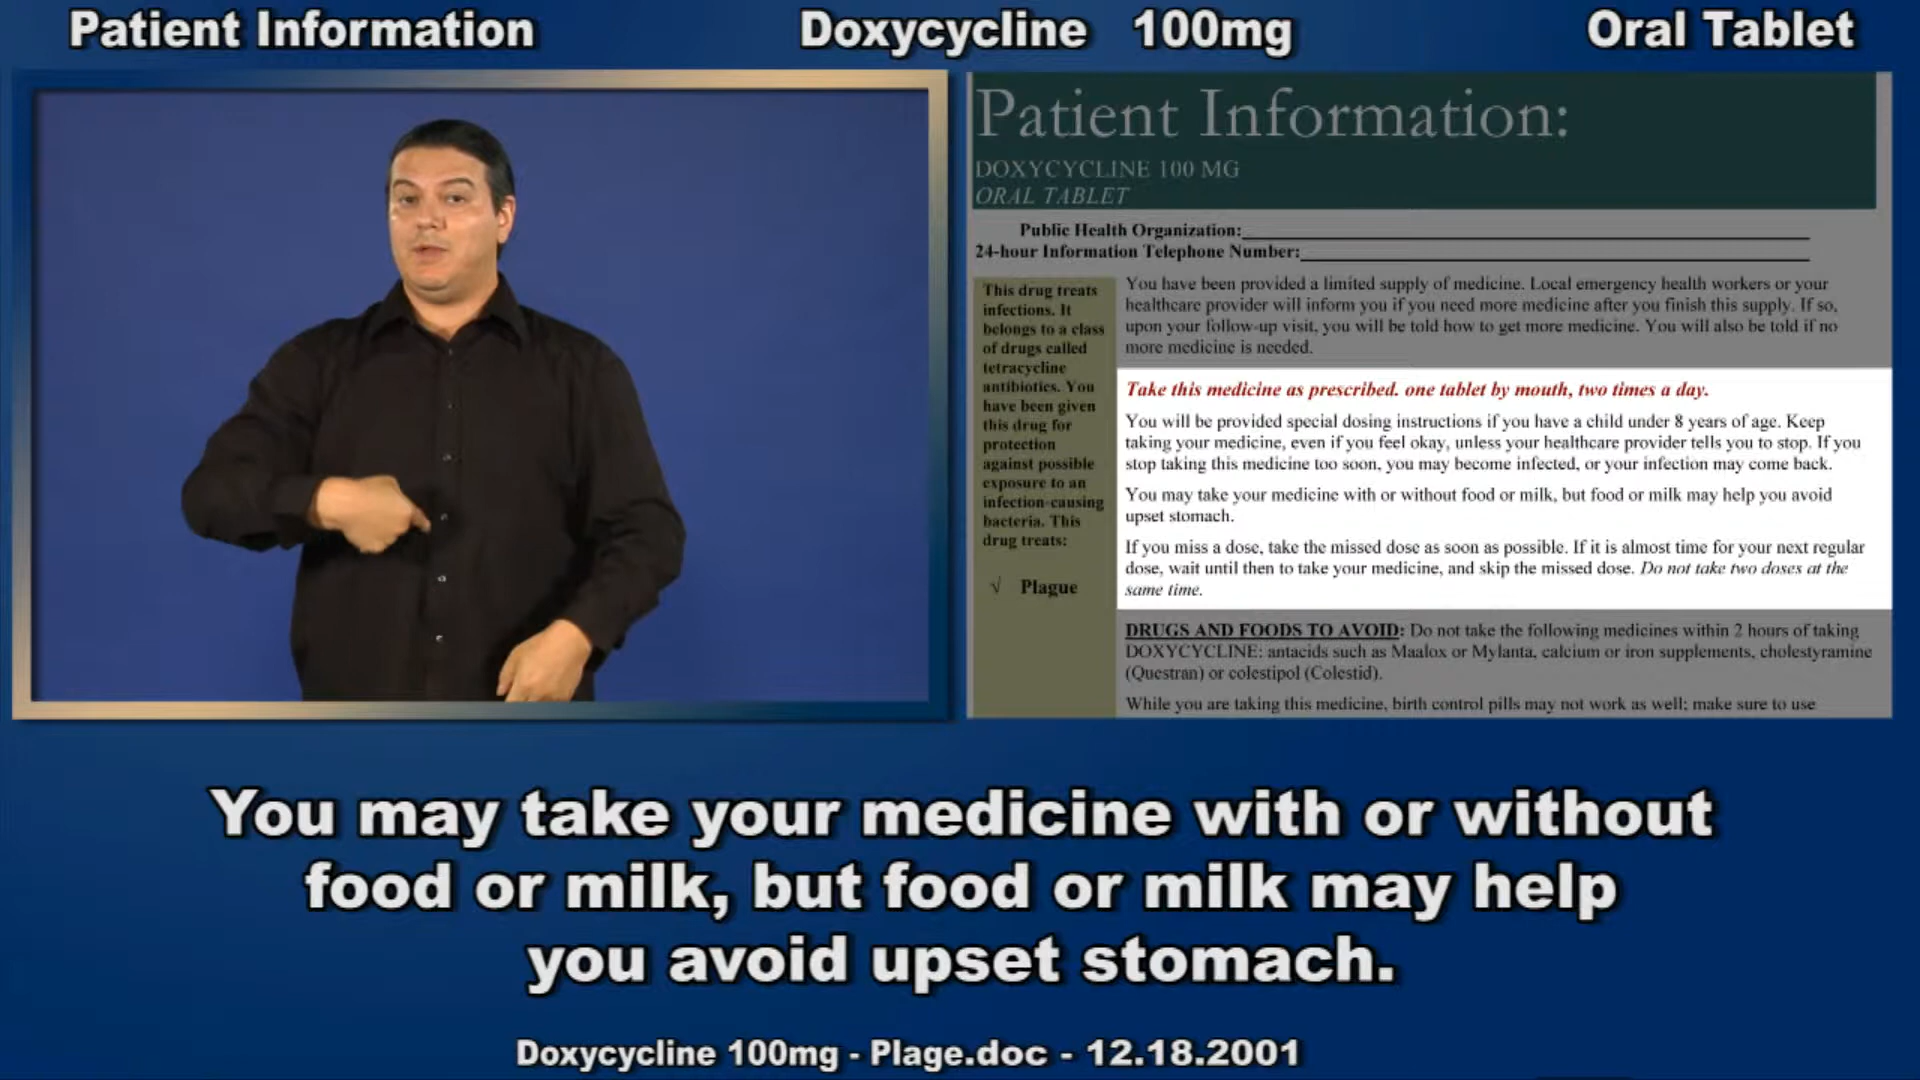 Patient Information Doxycycline 100mg Oral Tablet
Patient Information:
DOXYCYCLINE 100 MG
ORAL TABLET
Public Health Organization:
24-hour Information Telephone Number:
This drug treats
infections. It
belongs to a class
of drugs called
tetracycline
antibiotics. You
have been given
this drug for
protection
against possible
exposure to an
infection-causing
bacteria. This
drug treats:
√ Plague
You have been provided a limited supply of medicine. Local emergency health workers or your
healthcare provider will inform you if you need more medicine after you finish this supply. If so,
upon your follow-up visit, you will be told how to get more medicine. You will also be told if no
more medicine is needed.
Take this medicine as prescribed. one tablet by mouth, two times a day.
You will be provided special dosing instructions if you have a child under 8 years of age. Keep
taking your medicine, even if you feel okay, unless your healthcare provider tells you to stop. If you
stop taking this medicine too soon, you may become infected, or your infection may come back.
You may take your medicine with or without food or milk, but food or milk may help you avoid
upset stomach.
If you miss a dose, take the missed dose as soon as possible. If it is almost time for your next regular
dose, wait until then to take your medicine, and skip the missed dose. Do not take two doses at the
same time.
DRUGS AND FOODS TO AVOID: Do not take the following medicines within 2 hours of taking
DOXYCYCLINE: antacids such as Maalox or Mylanta, calcium or iron supplements, cholestyramine
(Questran) or colestipol (Colestid).
While you are taking this medicine, birth control pills may not work as well; make sure to use
You may take your medicine with or without
food or milk, but food or milk may help
you avoid upset stomach.
Doxycycline 100mg - Plage.doc - 12.18.2001